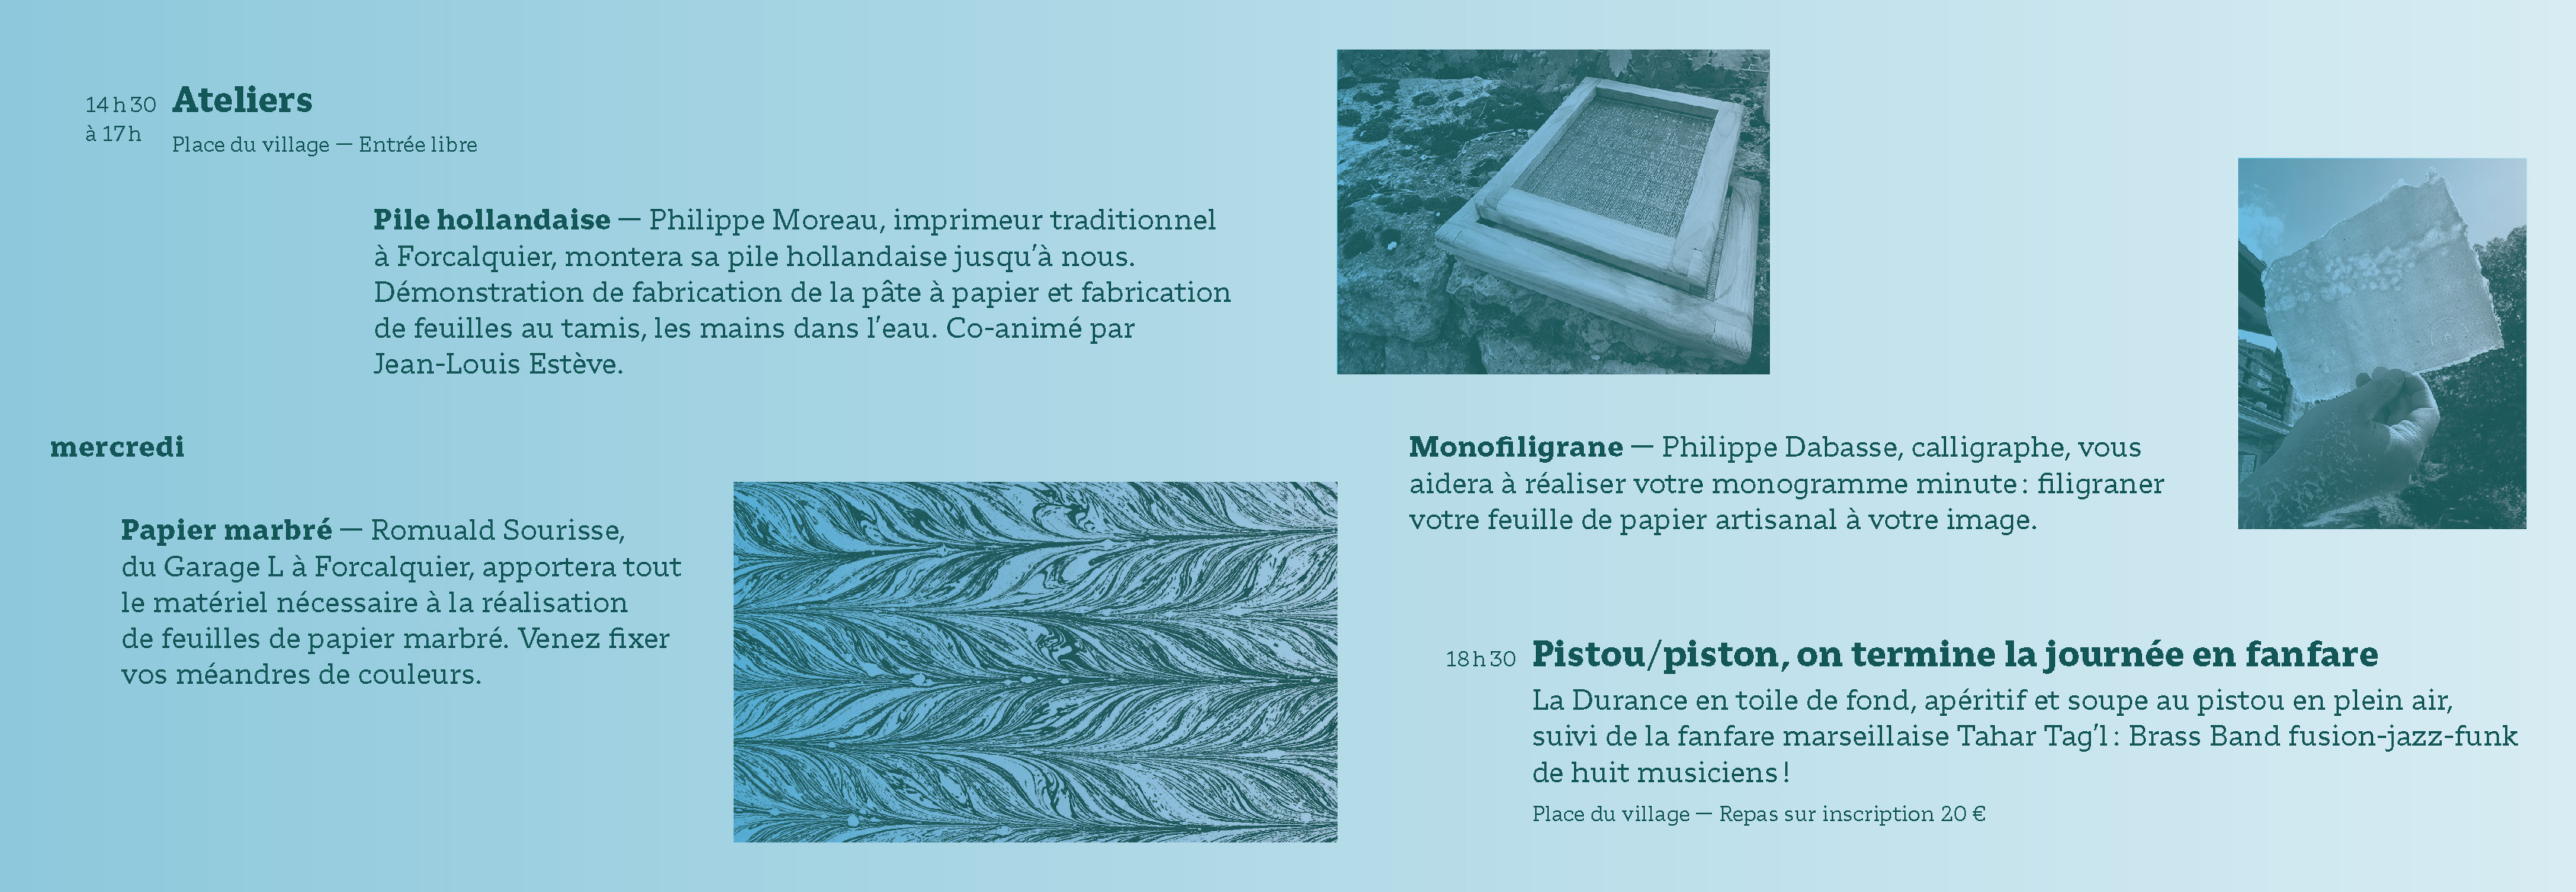 14 h 30
à 17 h
Ateliers
Place du village — Entrée libre
Pile hollandaise — Philippe Moreau, imprimeur traditionnel
à Forcalquier, montera sa pile hollandaise jusqu’à nous.
Démonstration de fabrication de la pâte à papier et fabrication
de feuilles au tamis, les mains dans l’eau. Co-animé par
Jean-Louis Estève.
mercredi
Papier marbré — Romuald Sourisse,
du Garage L à Forcalquier, apportera tout
le matériel nécessaire à la réalisation
de feuilles de papier marbré. Venez fixer
vos méandres de couleurs.
Monofiligrane — Philippe Dabasse, calligraphe, vous
aidera à réaliser votre monogramme minute : filigraner
votre feuille de papier artisanal à votre image.
18 h 30 Pistou/piston, on termine la journée en fanfare
La Durance en toile de fond, apéritif et soupe au pistou en plein air,
suivi de la fanfare marseillaise Tahar Tag’l : Brass Band fusion-jazz-funk
de huit musiciens !
Place du village — Repas sur inscription 20 €